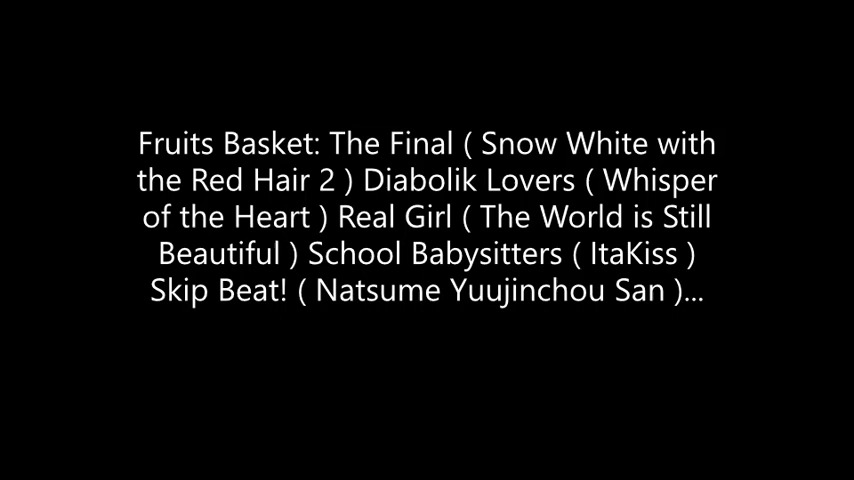 Fruits Basket: The Final ( Snow White with
the Red Hair 2 ) Diabolik Lovers ( Whisper
of the Heart ) Real Girl ( The World is Still
Beautiful ) School Babysitters ( ItaKiss )
Skip Beat! ( Natsume Yuujinchou San )...